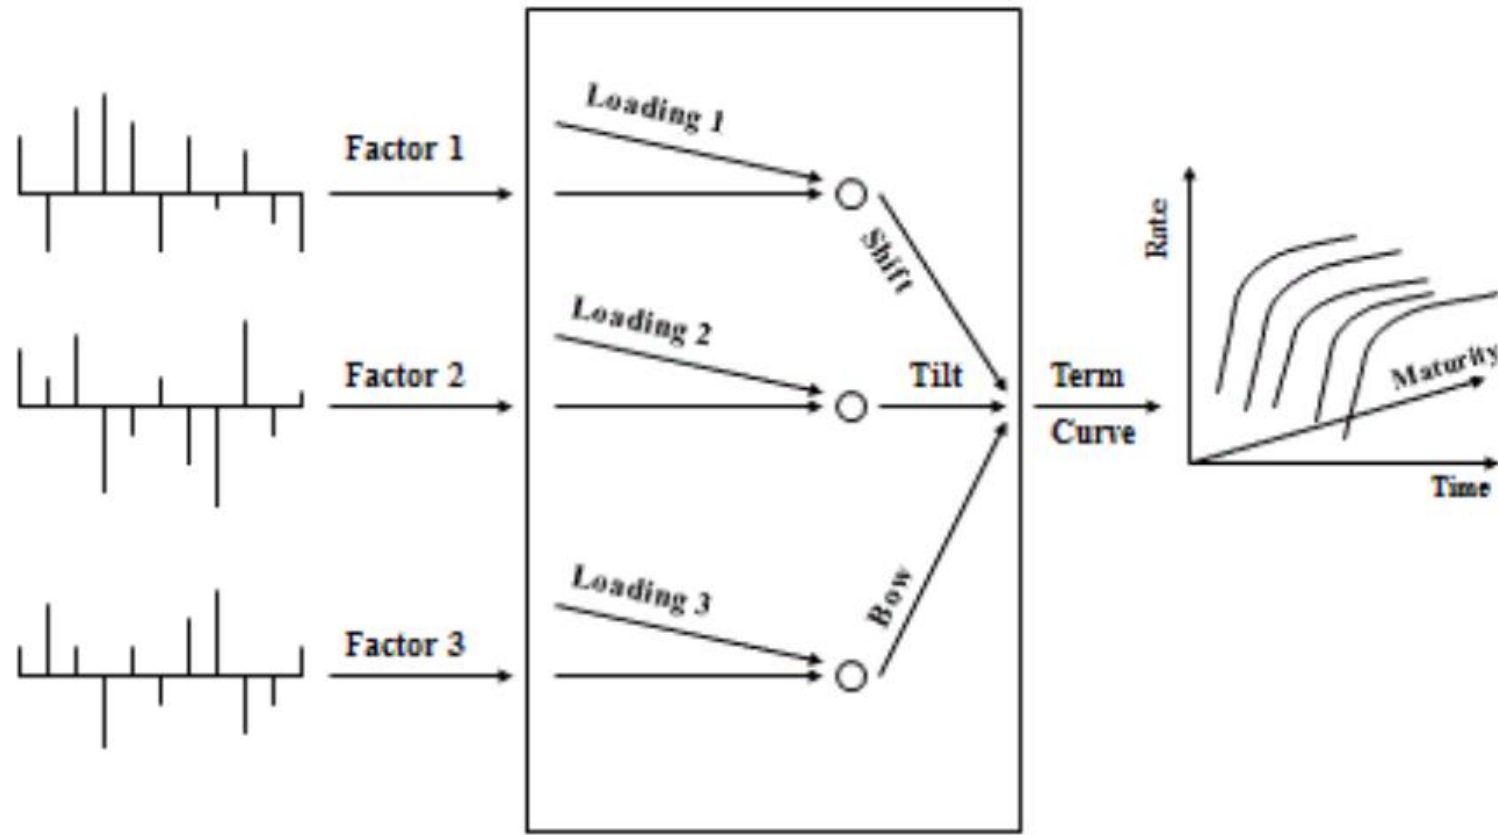 Factor 1
Loading 1
Shift
Factor 2
Loading 2
Tilt
Term
Curve
Factor 3
Loading 3
Bow
Rate
Maturity
Time